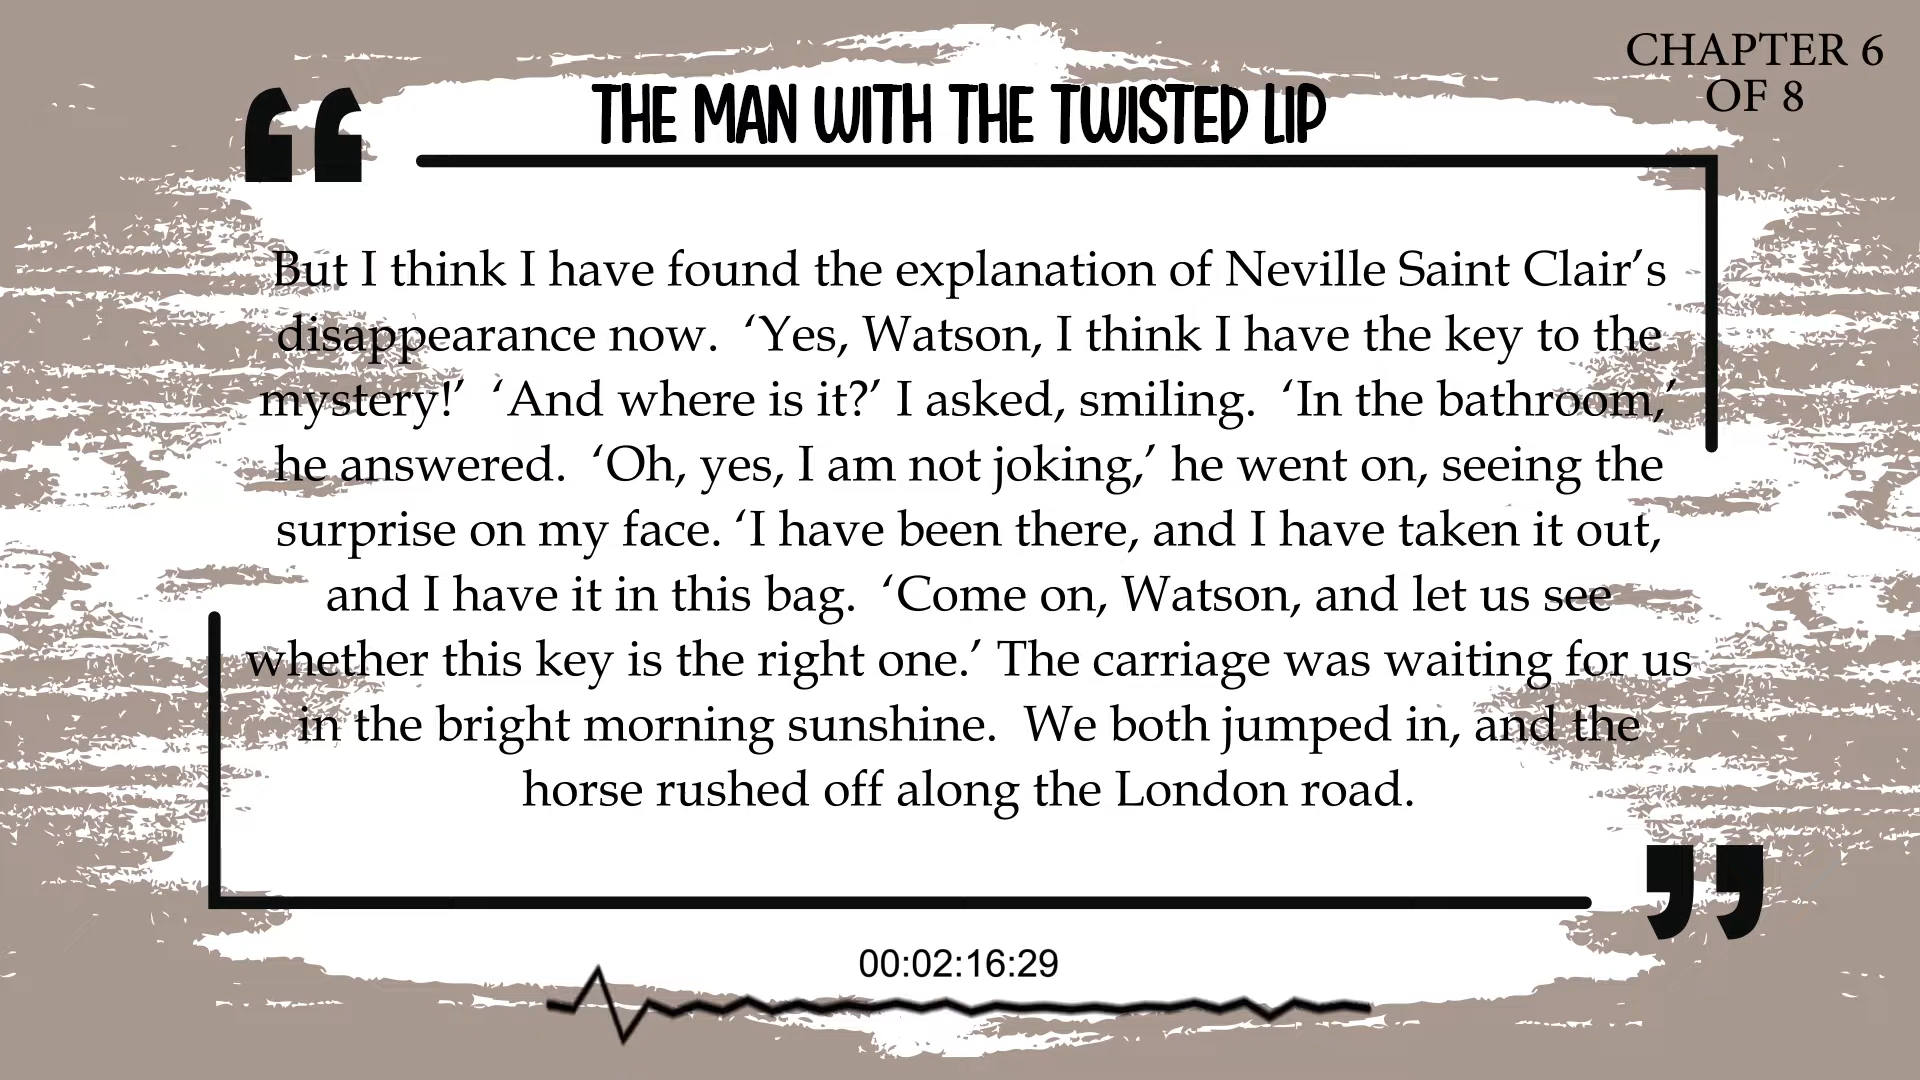 CHAPTER 6
OF 8
THE MAN WITH THE TWISTED LIP
But I think I have found the explanation of Neville Saint Clair’s
disappearance now.  ‘Yes, Watson, I think I have the key to the
mystery!’  ‘And where is it?’ I asked, smiling.  ‘In the bathroom,’
he answered.  ‘Oh, yes, I am not joking,’ he went on, seeing the
surprise on my face. ‘I have been there, and I have taken it out,
and I have it in this bag.  ‘Come on, Watson, and let us see
whether this key is the right one.’ The carriage was waiting for us
in the bright morning sunshine.  We both jumped in, and the
horse rushed off along the London road.
00:02:16:29